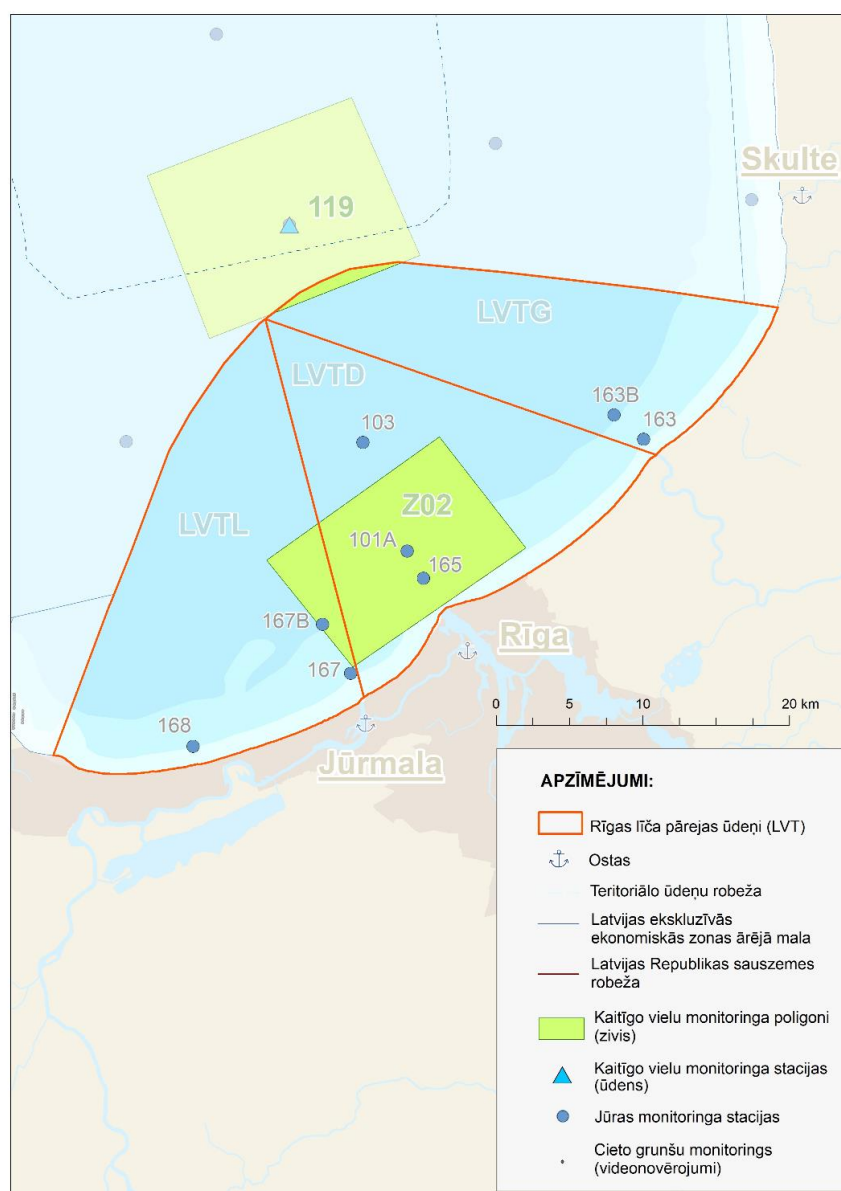 Skulte
119
LVTG
LVTD
163B
103
163
Z02
LVTL
101A
165
167B
Rīga
167
0 5 10 20 km
168
Jūrmala
APZĪMĒJUMI:
Rīgas līča pārejas ūdeņi (LVT)
Ostas
Teritoriālo ūdeņu robeža
Latvijas ekskluzīvās
ekonomiskās zonas ārējā mala
Latvijas Republikas sauszemes
robeža
Kaitīgo vielu monitoringa poligoni
(zivis)
Kaitīgo vielu monitoringa stacijas
(ūdens)
Jūras monitoringa stacijas
Cieto grunšu monitorings
(videonovērojumi)